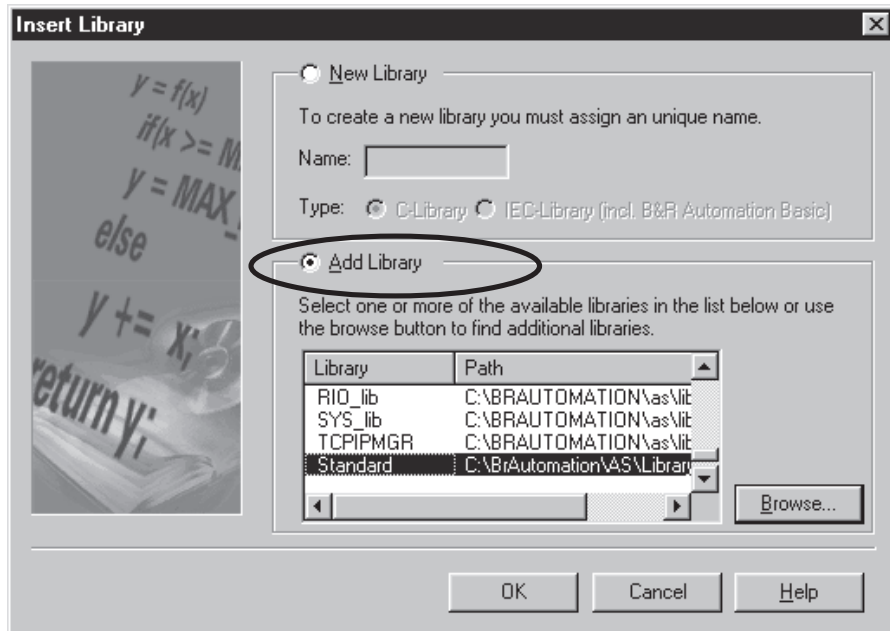 Insert Library
y = f(x)
if(x >= M
y = MAX_
else
y += x;
return y;
New Library
To create a new library you must assign an unique name.
Name:
Type: C-Library IEC-Library (incl. B&R Automation Basic)
Add Library
Select one or more of the available libraries in the list below or use
the browse button to find additional libraries.
Library Path
RIO_lib C:\BRAUTOMATION\as\lib
SYS_lib C:\BRAUTOMATION\as\lib
TCPIPMGR C:\BRAUTOMATION\as\lib
Standard C:\BrAutomation\AS\Library
Browse...
OK Cancel Help